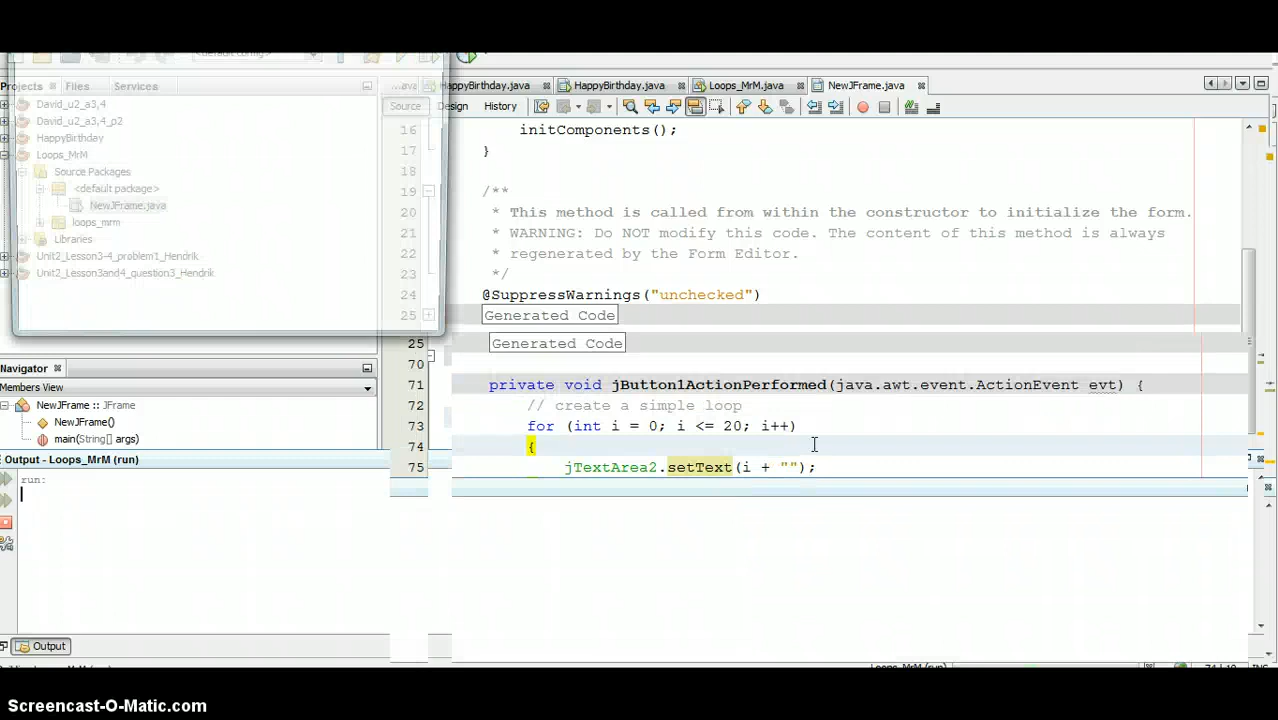 <default config>
Projects Files Services
...ava HappyBirthday.java HappyBirthday.java Loops_MrM.java NewJFrame.java
Source Design History
David_u2_a3,4
David_u2_a3,4_p2
HappyBirthday
Loops_MrM
Source Packages
<default package>
NewJFrame.java
loops_mrm
Libraries
Unit2_Lesson3-4_problem1_Hendrik
Unit2_Lesson3and4_question3_Hendrik
16 initComponents();
17 }
18
19 /**
20 * This method is called from within the constructor to initialize the form.
21 * WARNING: Do NOT modify this code. The content of this method is always
22 * regenerated by the Form Editor.
23 */
24 @SuppressWarnings("unchecked")
25 Generated Code
25 Generated Code
70
71 private void jButton1ActionPerformed(java.awt.event.ActionEvent evt) {
72 // create a simple loop
73 for (int i = 0; i <= 20; i++)
74 {
75 jTextArea2.setText(i + "");
Navigator
Members View
NewJFrame :: JFrame
NewJFrame()
main(String[] args)
Output - Loops_MrM (run)
run:
Output
Loops_MrM (run)
Screencast-O-Matic.com